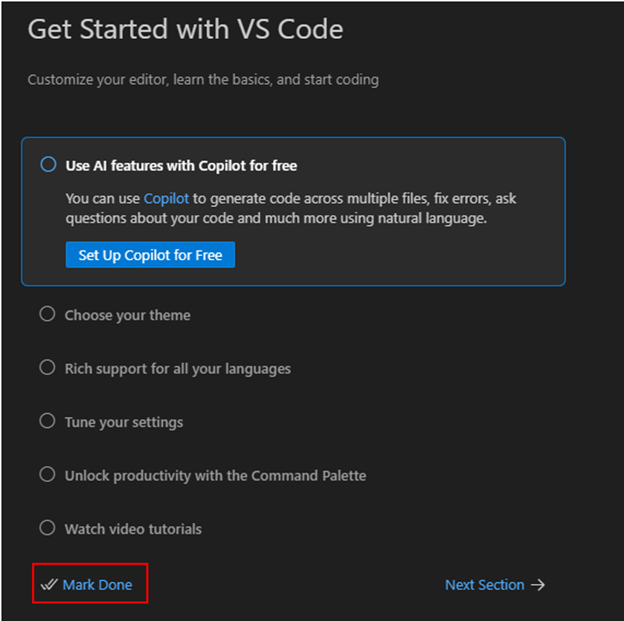 Get Started with VS Code
Customize your editor, learn the basics, and start coding
Use AI features with Copilot for free
You can use Copilot to generate code across multiple files, fix errors, ask
questions about your code and much more using natural language.
Set Up Copilot for Free
Choose your theme
Rich support for all your languages
Tune your settings
Unlock productivity with the Command Palette
Watch video tutorials
Mark Done
Next Section →